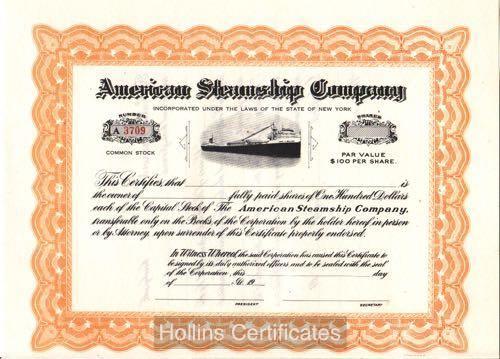 American Steamship Company
INCORPORATED UNDER THE LAWS OF THE STATE OF NEW YORK
NUMBER
A 3709
COMMON STOCK
SHARES
PAR VALUE
$100 PER SHARE.
This Certifies, that is
the owner of fully paid shares of One Hundred Dollars
each of the Capital Stock of The American Steamship Company,
transferable only on the Books of the Corporation by the holder hereof in person
or by Attorney, upon surrender of this Certificate properly endorsed.
In Witness Whereof, the said Corporation has caused this Certificate to
be signed by its duly authorized officers and to be sealed with the seal
of the Corporation, this day
of A.D. 19
PRESIDENT
SECRETARY
Hollins Certificates